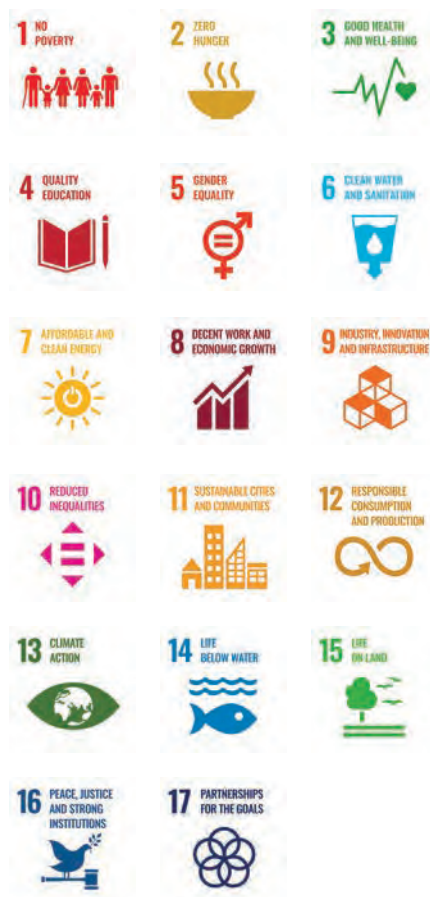 1 NO
POVERTY
2 ZERO
HUNGER
3 GOOD HEALTH
AND WELL-BEING
4 QUALITY
EDUCATION
5 GENDER
EQUALITY
6 CLEAN WATER
AND SANITATION
7 AFFORDABLE AND
CLEAN ENERGY
8 DECENT WORK AND
ECONOMIC GROWTH
9 INDUSTRY, INNOVATION
AND INFRASTRUCTURE
10 REDUCED
INEQUALITIES
11 SUSTAINABLE CITIES
AND COMMUNITIES
12 RESPONSIBLE
CONSUMPTION
AND PRODUCTION
13 CLIMATE
ACTION
14 LIFE
BELOW WATER
15 LIFE
ON LAND
16 PEACE, JUSTICE
AND STRONG
INSTITUTIONS
17 PARTNERSHIPS
FOR THE GOALS